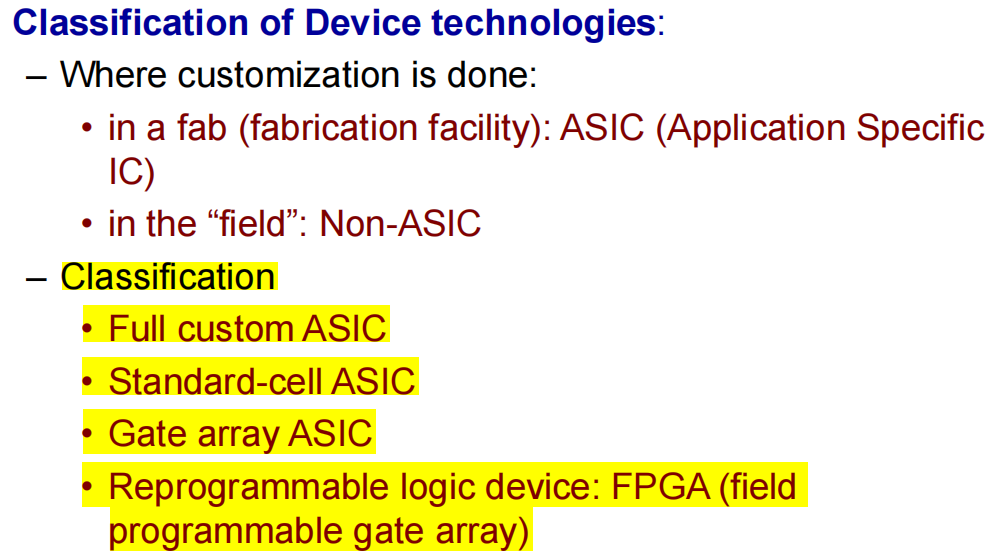 Classification of Device technologies:
– Where customization is done:
• in a fab (fabrication facility): ASIC (Application Specific
IC)
• in the “field”: Non-ASIC
– Classification
• Full custom ASIC
• Standard-cell ASIC
• Gate array ASIC
• Reprogrammable logic device: FPGA (field
programmable gate array)